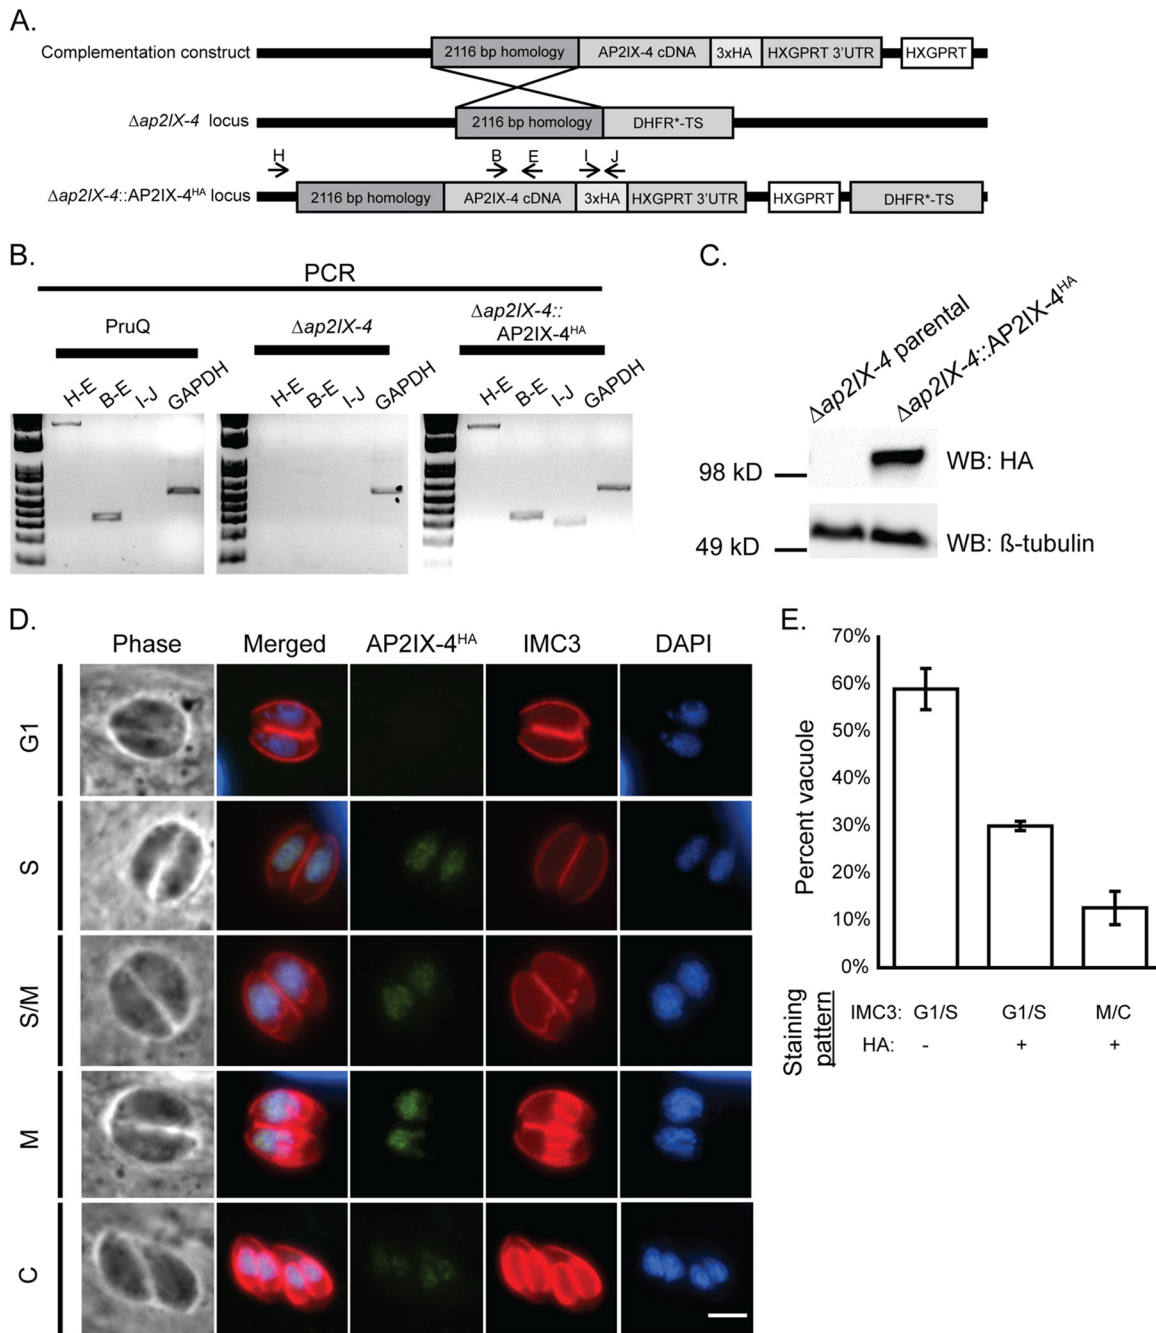 A.
Complementation construct
2116 bp homology
AP2IX-4 cDNA
3xHA
HXGPRT 3'UTR
HXGPRT
Δap2IX-4 locus
2116 bp homology
DHFR*-TS
H
B
E
I
J
Δap2IX-4::AP2IX-4HA locus
2116 bp homology
AP2IX-4 cDNA
3xHA
HXGPRT 3'UTR
HXGPRT
DHFR*-TS
B.
PCR
PruQ
Δap2IX-4
Δap2IX-4::
AP2IX-4HA
H-E
B-E
I-J
GAPDH
H-E
B-E
I-J
GAPDH
H-E
B-E
I-J
GAPDH
C.
Δap2IX-4 parental
Δap2IX-4::AP2IX-4HA
98 kD
WB: HA
49 kD
WB: ß-tubulin
D.
Phase
Merged
AP2IX-4HA
IMC3
DAPI
G1
S
S/M
M
C
E.
Percent vacuole
70%
60%
50%
40%
30%
20%
10%
0%
Staining pattern
IMC3: G1/S G1/S M/C
HA: - + +